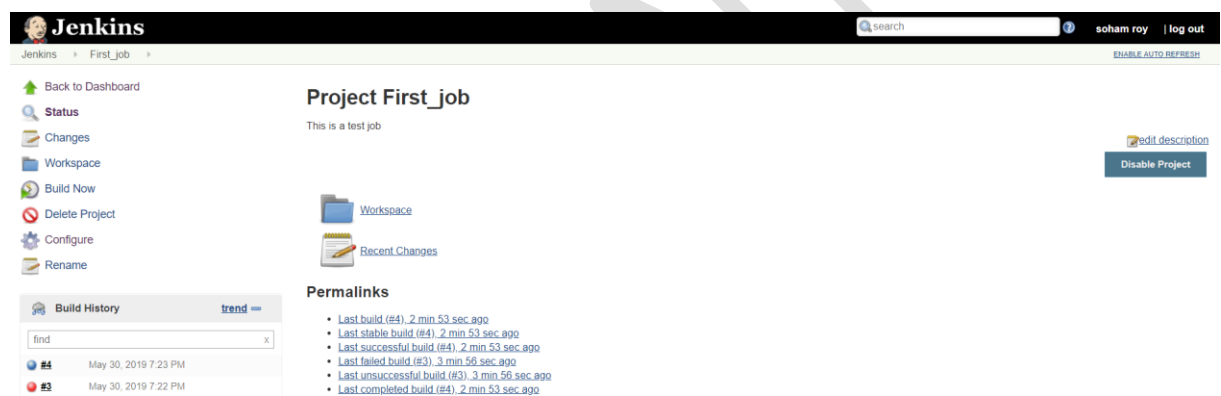 Jenkins
search
soham roy | log out
Jenkins First_job
ENABLE AUTO REFRESH
Back to Dashboard
Status
Changes
Workspace
Build Now
Delete Project
Configure
Rename
Build History trend
find x
#4 May 30, 2019 7:23 PM
#3 May 30, 2019 7:22 PM
Project First_job
This is a test job
edit description
Disable Project
Workspace
Recent Changes
Permalinks
Last build (#4), 2 min 53 sec ago
Last stable build (#4), 2 min 53 sec ago
Last successful build (#4), 2 min 53 sec ago
Last failed build (#3), 3 min 56 sec ago
Last unsuccessful build (#3), 3 min 56 sec ago
Last completed build (#4), 2 min 53 sec ago